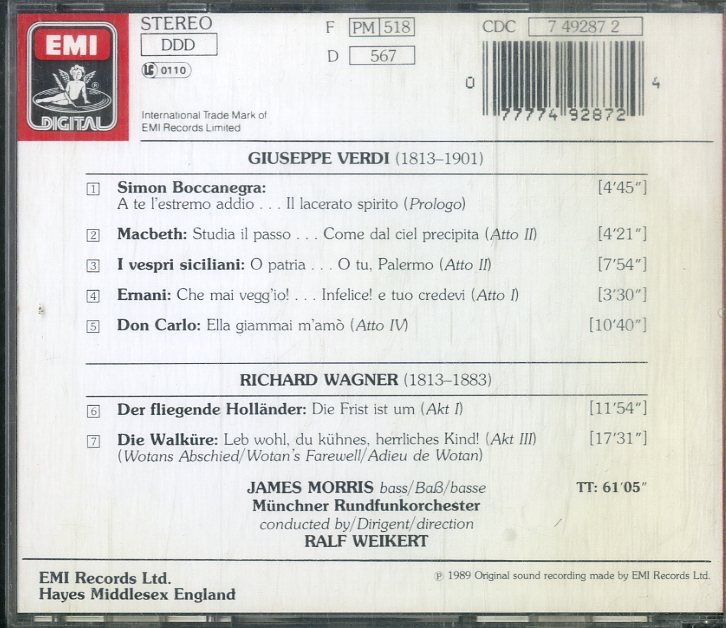 EMI
DIGITAL
STEREO
DDD
LC 0110
F PM 518
D 567
CDC 7 49287 2
0 77774 92872 4
International Trade Mark of
EMI Records Limited
GIUSEPPE VERDI (1813–1901)
1 Simon Boccanegra: [4'45"]
A te l'estremo addio . . . Il lacerato spirito (Prologo)
2 Macbeth: Studia il passo . . . Come dal ciel precipita (Atto II) [4'21"]
3 I vespri siciliani: O patria . . . O tu, Palermo (Atto II) [7'54"]
4 Ernani: Che mai vegg'io! . . . Infelice! e tuo credevi (Atto I) [3'30"]
5 Don Carlo: Ella giammai m'amò (Atto IV) [10'40"]
RICHARD WAGNER (1813–1883)
6 Der fliegende Holländer: Die Frist ist um (Akt I) [11'54"]
7 Die Walküre: Leb wohl, du kühnes, herrliches Kind! (Akt III) [17'31"]
(Wotans Abschied/Wotan's Farewell/Adieu de Wotan)
JAMES MORRIS bass/Baß/basse TT: 61'05"
Münchner Rundfunkorchester
conducted by/Dirigent/direction
RALF WEIKERT
EMI Records Ltd.
Hayes Middlesex England
℗ 1989 Original sound recording made by EMI Records Ltd.